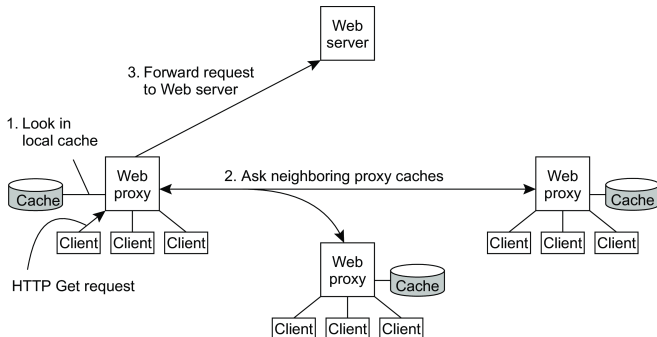 Web
server
3. Forward request
to Web server
1. Look in
local cache
Web
proxy
2. Ask neighboring proxy caches
Web
proxy
Cache
Cache
Client
Client
Client
Client
Client
Client
Web
proxy
Cache
HTTP Get request
Client
Client
Client